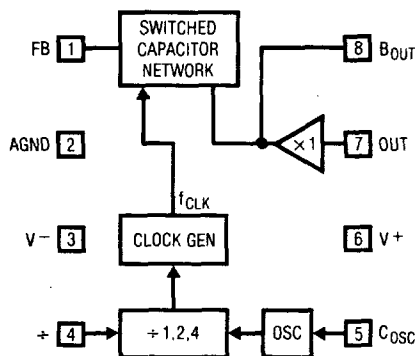 SWITCHED
CAPACITOR
NETWORK
FB 1
8 BOUT
AGND 2
×1
7 OUT
fCLK
V− 3
CLOCK GEN
6 V+
÷ 4
÷ 1,2,4
OSC
5 COSC